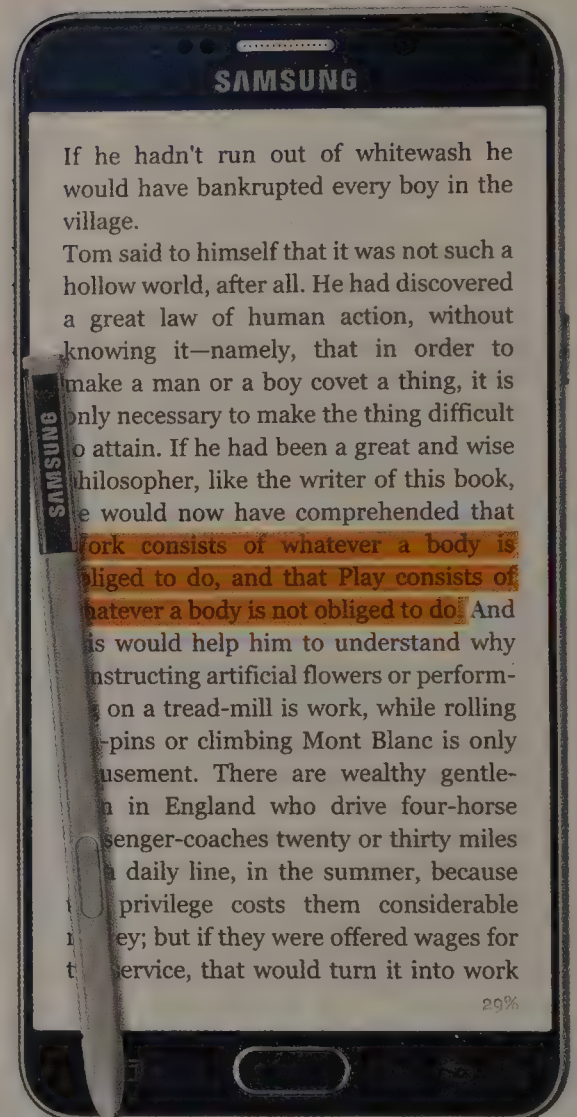 SAMSUNG
If he hadn't run out of whitewash he
would have bankrupted every boy in the
village.
Tom said to himself that it was not such a
hollow world, after all. He had discovered
a great law of human action, without
knowing it—namely, that in order to
make a man or a boy covet a thing, it is
only necessary to make the thing difficult
o attain. If he had been a great and wise
hilosopher, like the writer of this book,
e would now have comprehended that
ork consists of whatever a body is
bliged to do, and that Play consists of
hatever a body is not obliged to do. And
is would help him to understand why
nstructing artificial flowers or perform-
on a tread-mill is work, while rolling
-pins or climbing Mont Blanc is only
usement. There are wealthy gentle-
n in England who drive four-horse
senger-coaches twenty or thirty miles
daily line, in the summer, because
t privilege costs them considerable
ey; but if they were offered wages for
t service, that would turn it into work
29%
SAMSUNG